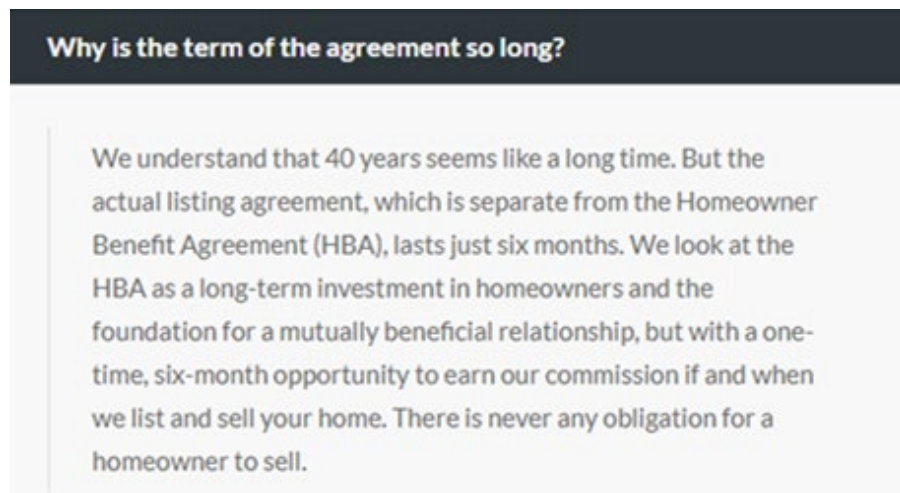 Why is the term of the agreement so long?
We understand that 40 years seems like a long time. But the
actual listing agreement, which is separate from the Homeowner
Benefit Agreement (HBA), lasts just six months. We look at the
HBA as a long-term investment in homeowners and the
foundation for a mutually beneficial relationship, but with a one-
time, six-month opportunity to earn our commission if and when
we list and sell your home. There is never any obligation for a
homeowner to sell.